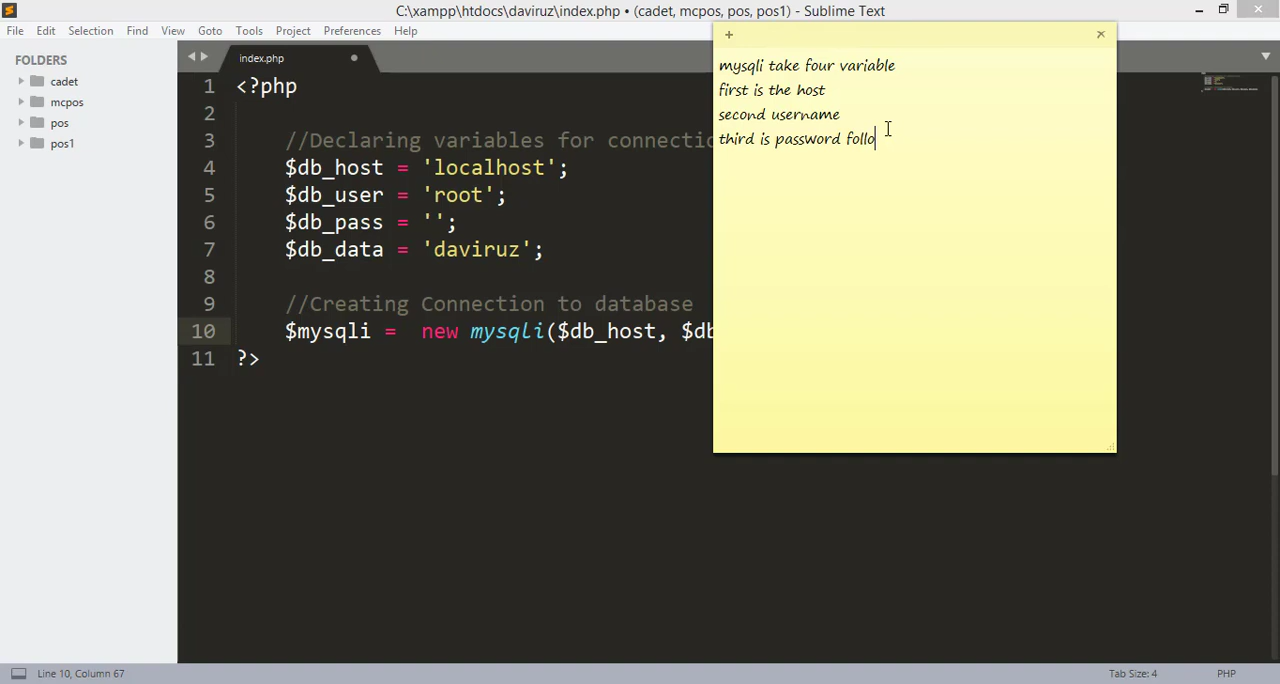 C:\xampp\htdocs\daviruz\index.php • (cadet, mcpos, pos, pos1) - Sublime Text
File Edit Selection Find View Goto Tools Project Preferences Help
FOLDERS
cadet
mcpos
pos
pos1
index.php
1 <?php
2
3 //Declaring variables for connectio
4 $db_host = 'localhost';
5 $db_user = 'root';
6 $db_pass = '';
7 $db_data = 'daviruz';
8
9 //Creating Connection to database
10 $mysqli = new mysqli($db_host, $db
11 ?>
mysqli take four variable
first is the host
second username
third is password follo
Line 10, Column 67
Tab Size: 4
PHP